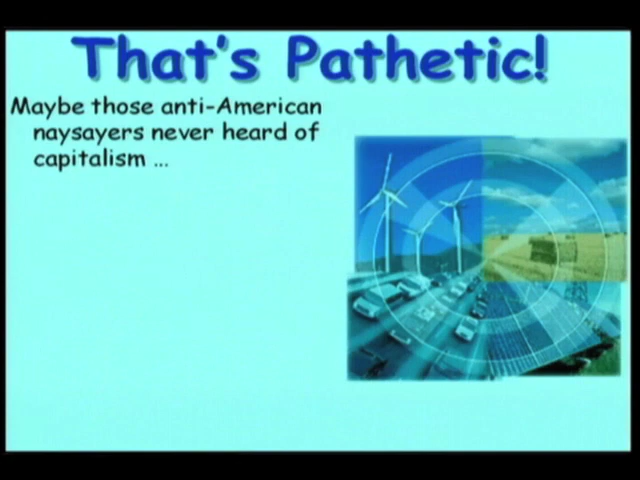 That's Pathetic!
Maybe those anti-American
naysayers never heard of
capitalism ...